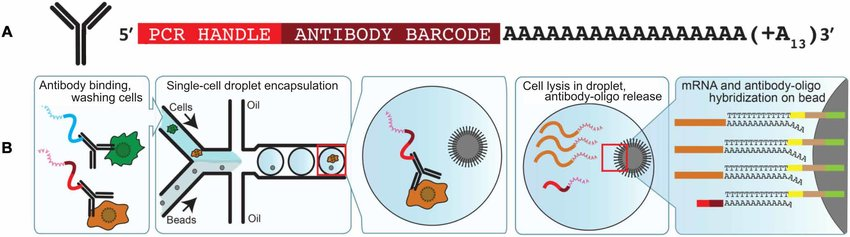 A
5' PCR HANDLE ANTIBODY BARCODE AAAAAAAAAAAAAAAAA(+A13)3'
B
Antibody binding,
washing cells
Single-cell droplet encapsulation
Cells
Oil
Beads
Oil
Cell lysis in droplet,
antibody-oligo release
mRNA and antibody-oligo
hybridization on bead